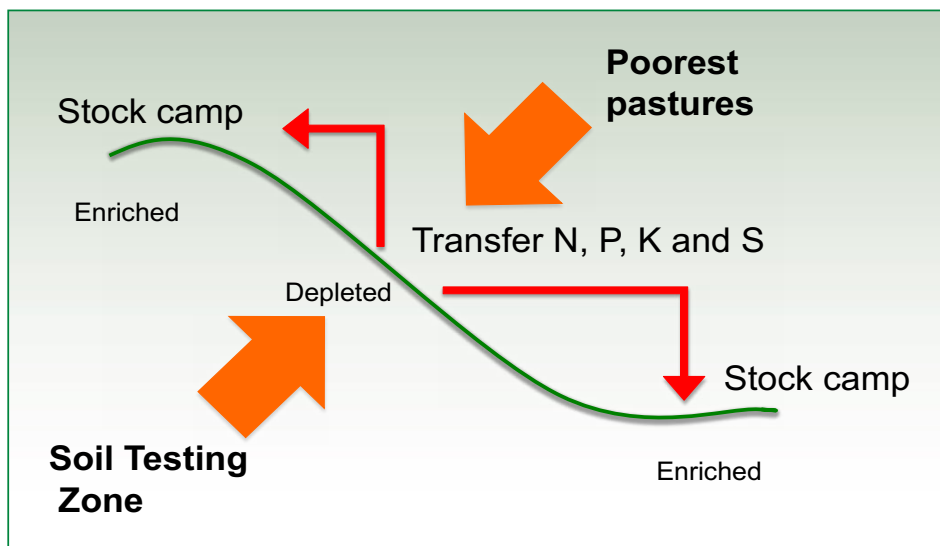 Poorest
pastures
Stock camp
Enriched
Transfer N, P, K and S
Depleted
Stock camp
Soil Testing
Zone
Enriched